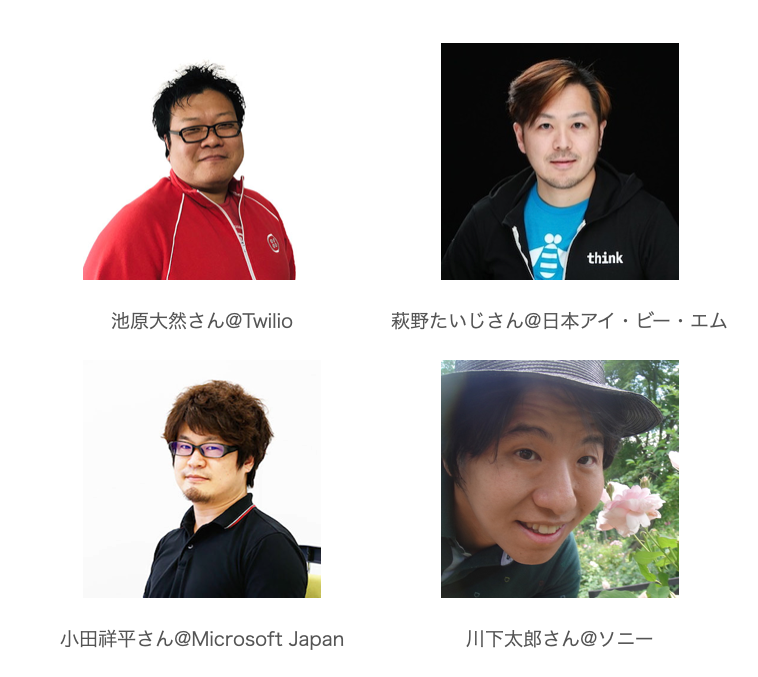 think
池原大然さん@Twilio
萩野たいじさん@日本アイ・ビー・エム
小田祥平さん@Microsoft Japan
川下太郎さん@ソニー